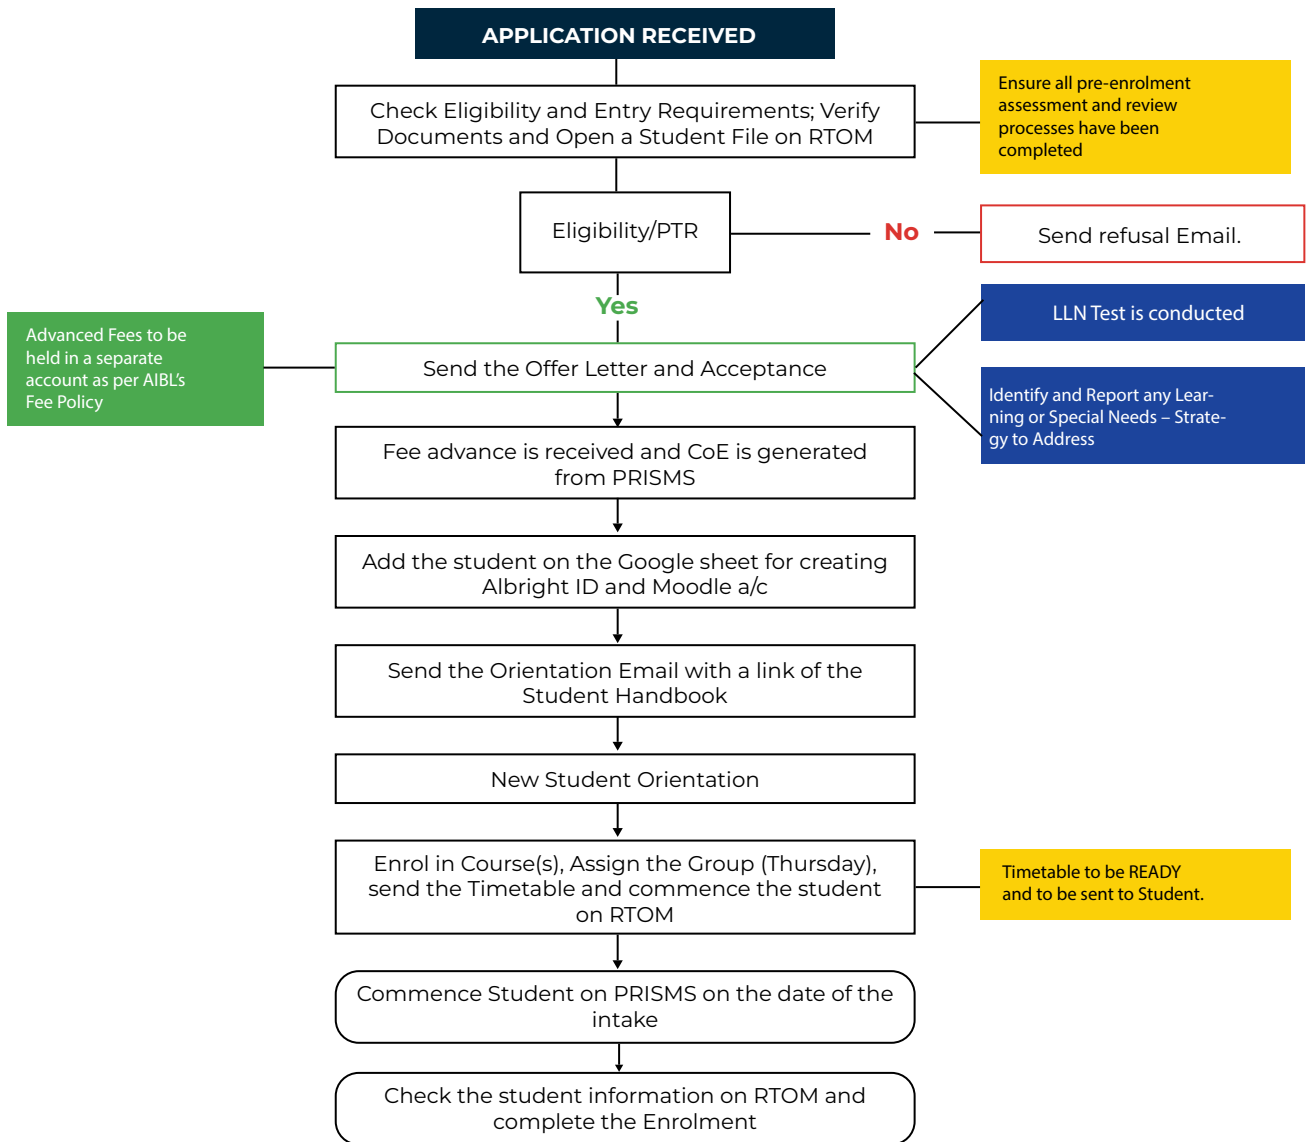 APPLICATION RECEIVED
Check Eligibility and Entry Requirements; Verify
Documents and Open a Student File on RTOM
Ensure all pre-enrolment
assessment and review
processes have been
completed
Eligibility/PTR
No
Send refusal Email.
Yes
LLN Test is conducted
Advanced Fees to be
held in a separate
account as per AIBL's
Fee Policy
Send the Offer Letter and Acceptance
Identify and Report any Lear-
ning or Special Needs – Strate-
gy to Address
Fee advance is received and CoE is generated
from PRISMS
Add the student on the Google sheet for creating
Albright ID and Moodle a/c
Send the Orientation Email with a link of the
Student Handbook
New Student Orientation
Enrol in Course(s), Assign the Group (Thursday),
send the Timetable and commence the student
on RTOM
Timetable to be READY
and to be sent to Student.
Commence Student on PRISMS on the date of the
intake
Check the student information on RTOM and
complete the Enrolment